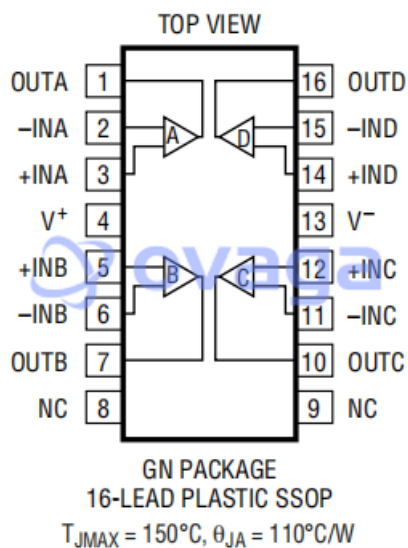 TOP VIEW
OUTA 1 16 OUTD
–INA 2 15 –IND
A D
+INA 3 14 +IND
V⁺ 4 13 V⁻
ovaga
+INB 5 12 +INC
B C
–INB 6 11 –INC
OUTB 7 10 OUTC
NC 8 9 NC
GN PACKAGE
16-LEAD PLASTIC SSOP
TJMAX = 150°C, θJA = 110°C/W